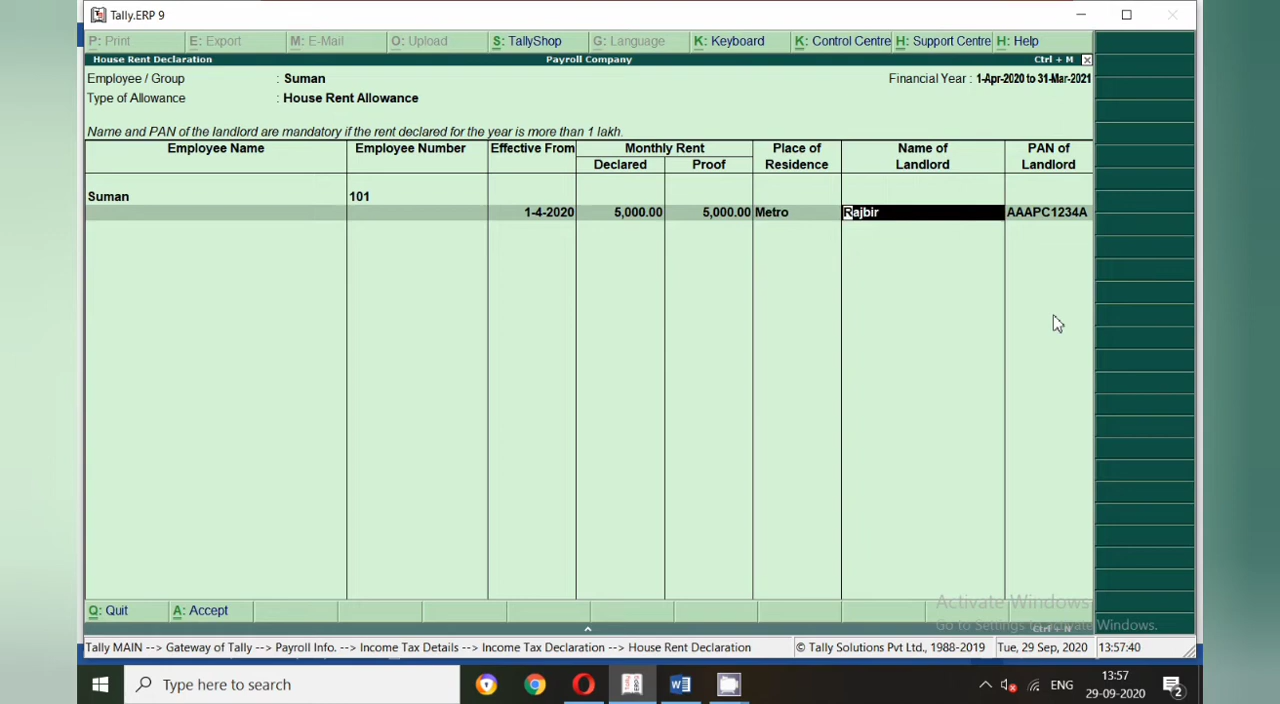 Tally.ERP 9
P: Print E: Export M: E-Mail O: Upload S: TallyShop G: Language K: Keyboard K: Control Centre H: Support Centre H: Help
House Rent Declaration Payroll Company Ctrl + M
Employee / Group : Suman Financial Year : 1-Apr-2020 to 31-Mar-2021
Type of Allowance : House Rent Allowance
Name and PAN of the landlord are mandatory if the rent declared for the year is more than 1 lakh.
Employee Name Employee Number Effective From Monthly Rent Place of Name of PAN of
Declared Proof Residence Landlord Landlord
Suman 101
1-4-2020 5,000.00 5,000.00 Metro Rajbir AAAPC1234A
Activate Windows
Q: Quit A: Accept
Go to Settings to activate Windows.
Ctrl + N
Tally MAIN --> Gateway of Tally --> Payroll Info. --> Income Tax Details --> Income Tax Declaration --> House Rent Declaration © Tally Solutions Pvt Ltd., 1988-2019 Tue, 29 Sep, 2020 13:57:40
Type here to search ENG 13:57
29-09-2020 2